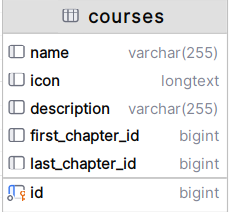 courses
name varchar(255)
icon longtext
description varchar(255)
first_chapter_id bigint
last_chapter_id bigint
id bigint